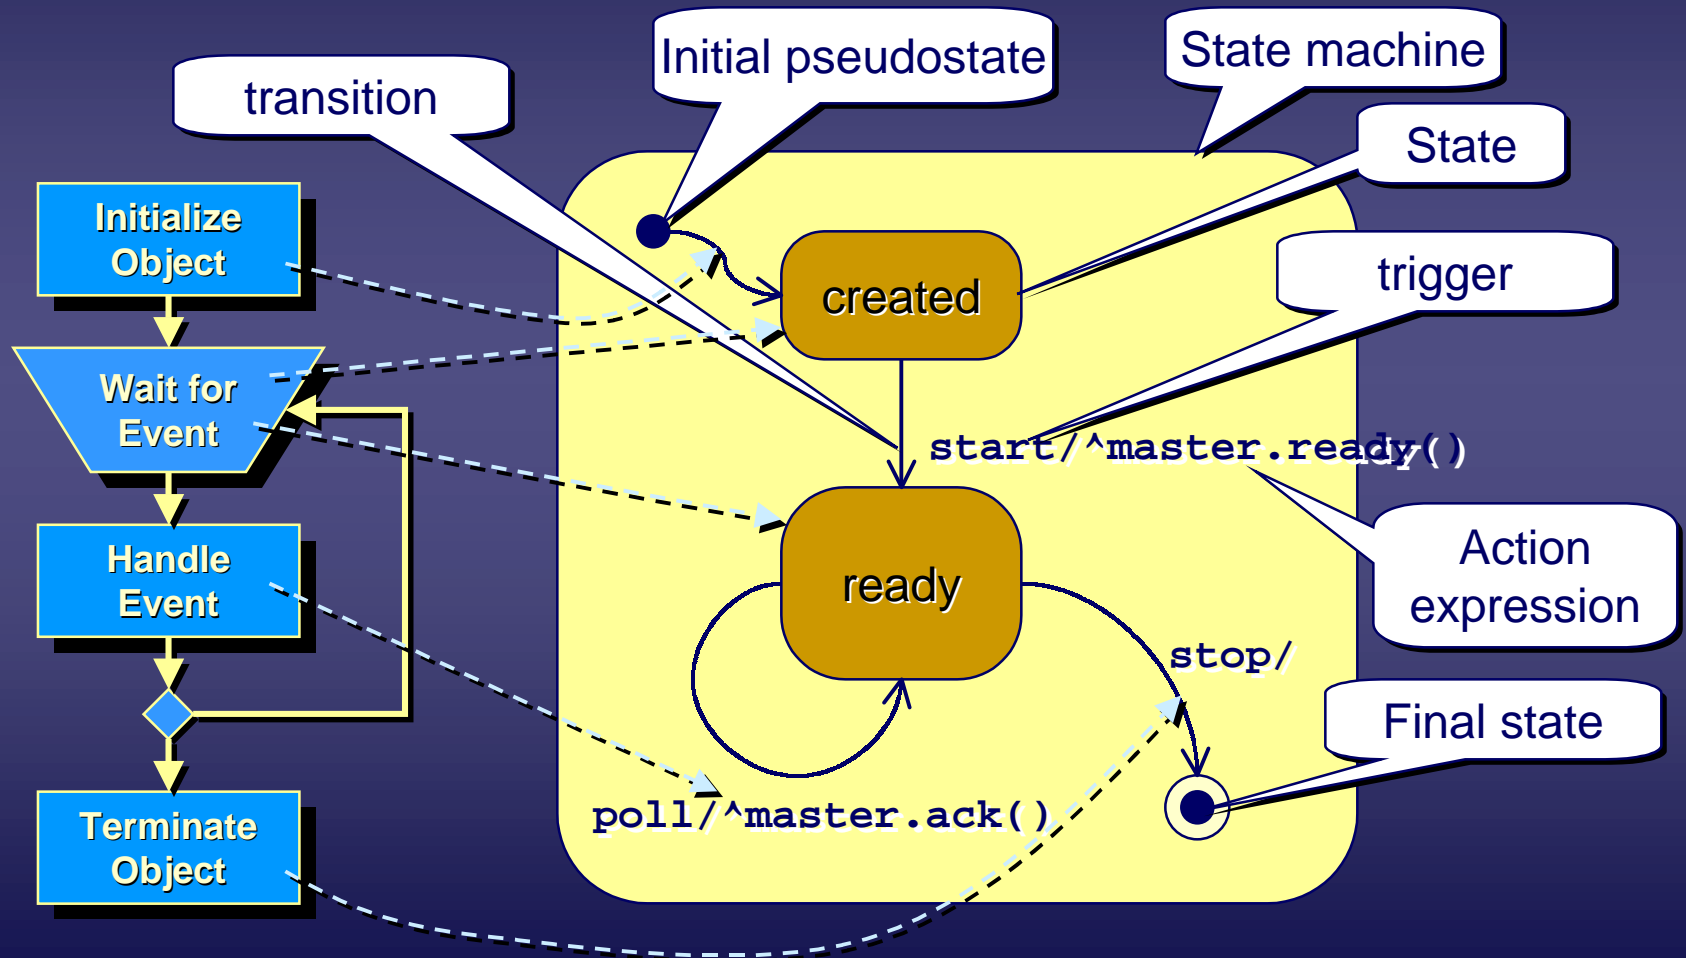 Initial pseudostate
State machine
transition
State
Initialize
Object
created
trigger
Wait for
Event
start/^master.ready()
Handle
Event
ready
Action
expression
stop/
Final state
poll/^master.ack()
Terminate
Object